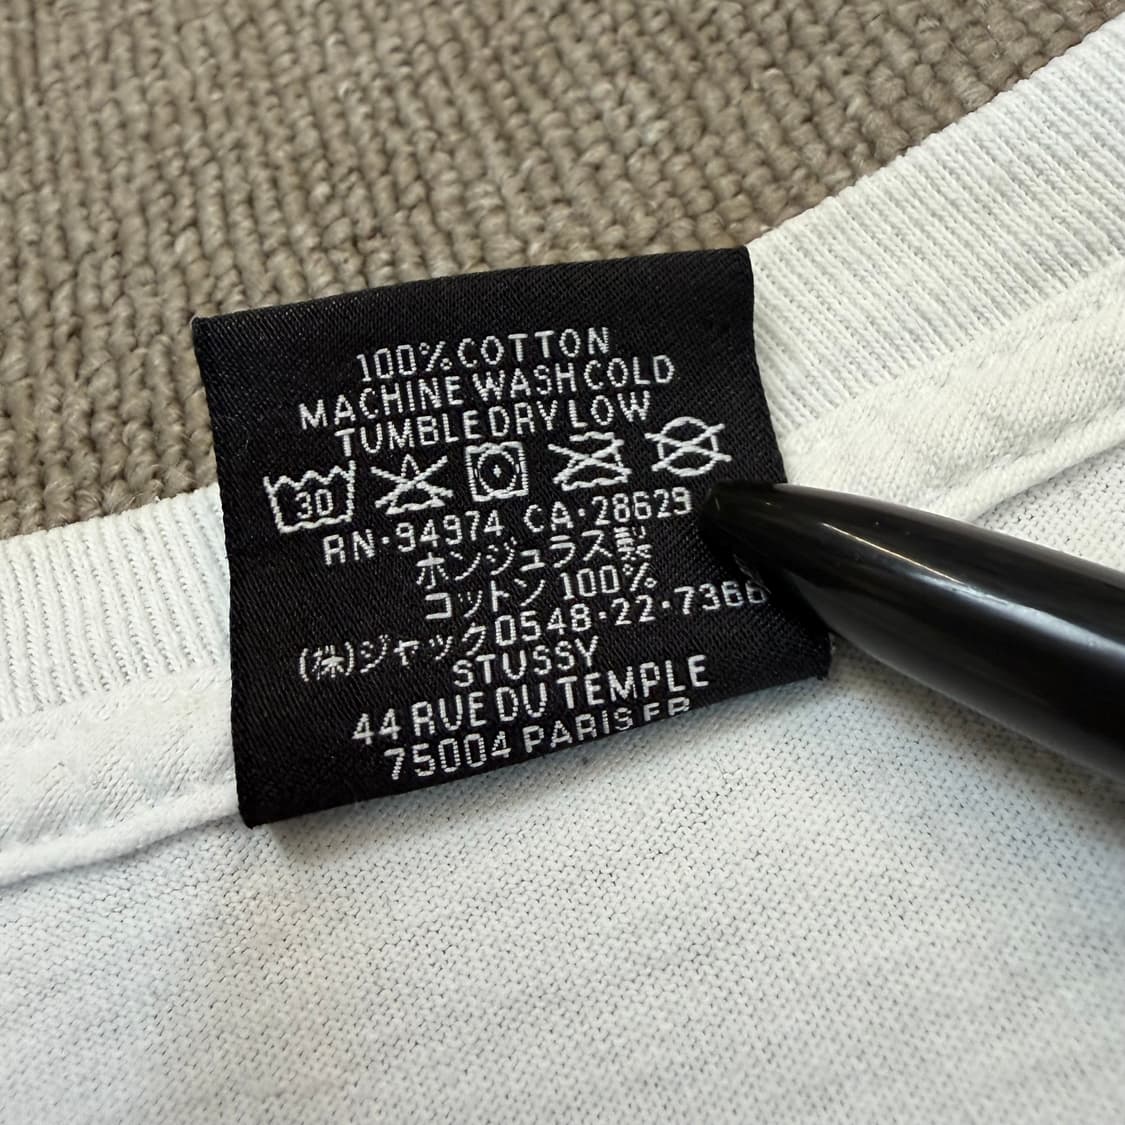 100% COTTON
MACHINE WASH COLD
TUMBLE DRY LOW
30
RN·94974 CA·28629
ホンジュラス製
コットン 100%
(株)ジャック0548·22·7366
STUSSY
44 RUE DU TEMPLE
75004 PARIS FR